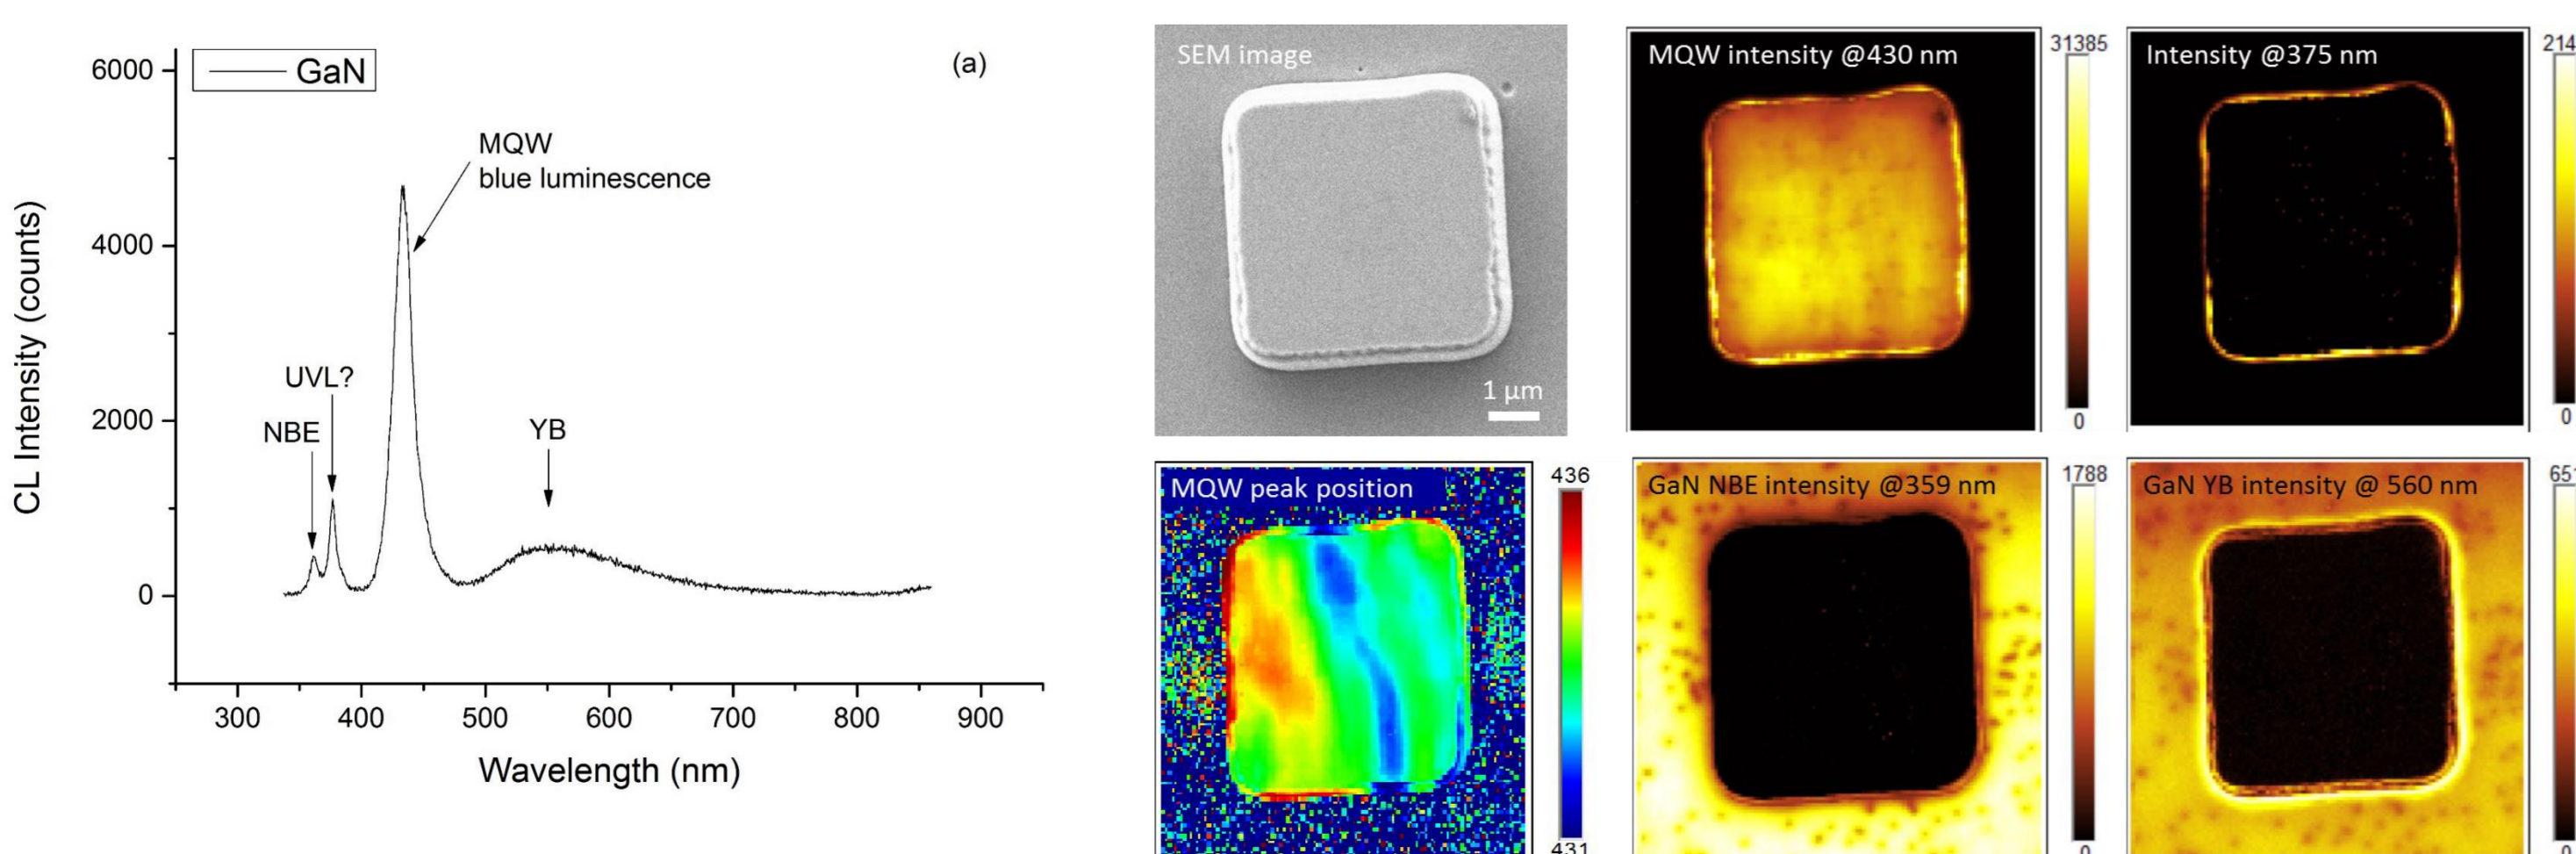 6000
4000
2000
0
CL Intensity (counts)
GaN
(a)
MQW
blue luminescence
UVL?
NBE
YB
300 400 500 600 700 800 900
Wavelength (nm)
SEM image
1 µm
MQW intensity @430 nm
31385
0
Intensity @375 nm
214
0
MQW peak position
436
431
GaN NBE intensity @359 nm
1788
0
GaN YB intensity @ 560 nm
651
0